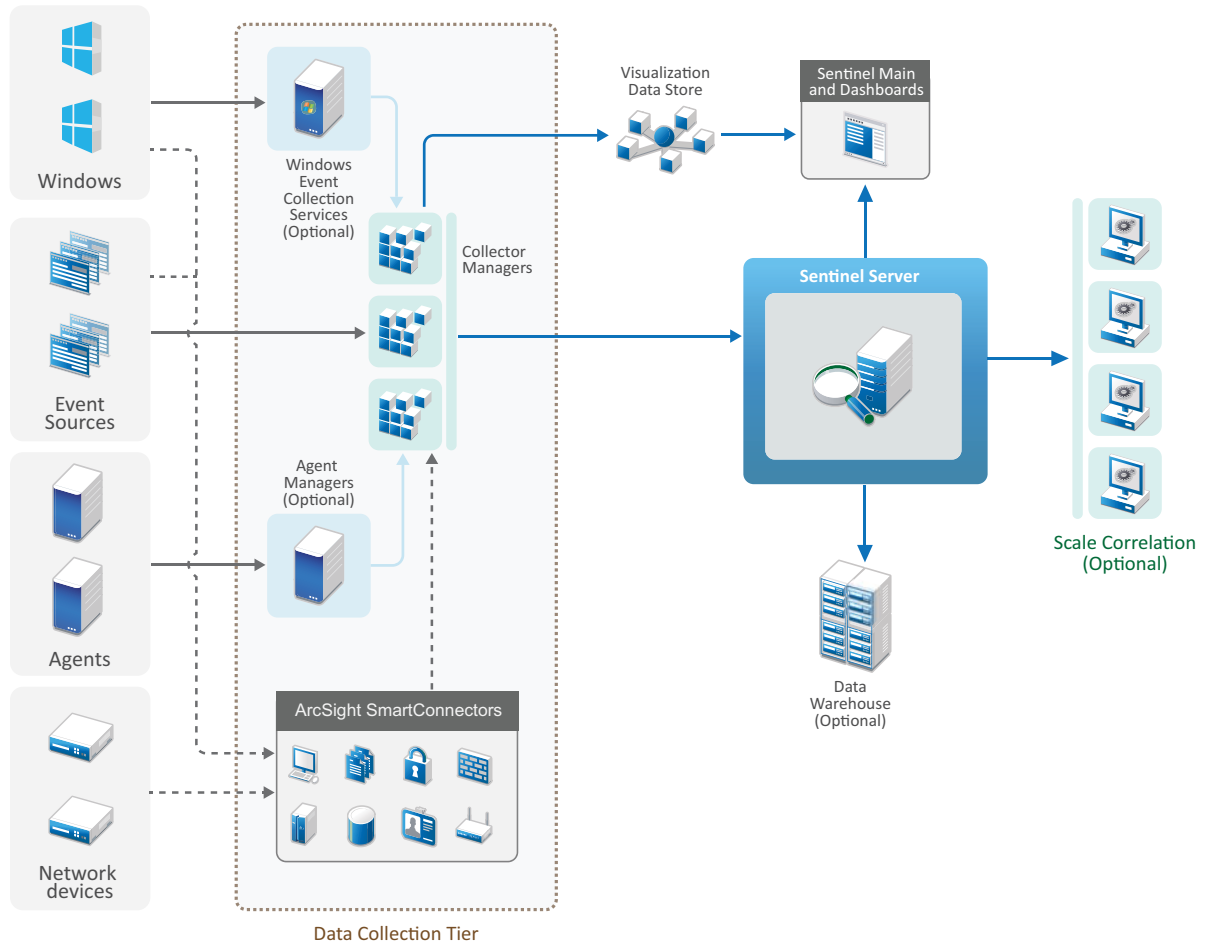 Windows
Event
Sources
Agents
Network
devices
Windows
Event
Collection
Services
(Optional)
Collector
Managers
Agent
Managers
(Optional)
ArcSight SmartConnectors
Data Collection Tier
Visualization
Data Store
Sentinel Main
and Dashboards
Sentinel Server
Data
Warehouse
(Optional)
Scale Correlation
(Optional)